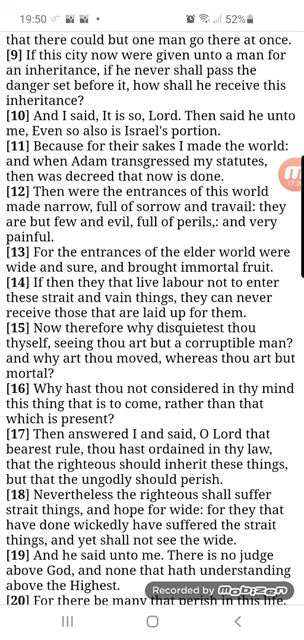 19:50
52%
that there could but one man go there at once.
[9] If this city now were given unto a man for
an inheritance, if he never shall pass the
danger set before it, how shall he receive this
inheritance?
[10] And I said, It is so, Lord. Then said he unto
me, Even so also is Israel's portion.
[11] Because for their sakes I made the world:
and when Adam transgressed my statutes,
then was decreed that now is done.
[12] Then were the entrances of this world
made narrow, full of sorrow and travail: they
are but few and evil, full of perils,: and very
painful.
[13] For the entrances of the elder world were
wide and sure, and brought immortal fruit.
[14] If then they that live labour not to enter
these strait and vain things, they can never
receive those that are laid up for them.
[15] Now therefore why disquietest thou
thyself, seeing thou art but a corruptible man?
and why art thou moved, whereas thou art but
mortal?
[16] Why hast thou not considered in thy mind
this thing that is to come, rather than that
which is present?
[17] Then answered I and said, O Lord that
bearest rule, thou hast ordained in thy law,
that the righteous should inherit these things,
but that the ungodly should perish.
[18] Nevertheless the righteous shall suffer
strait things, and hope for wide: for they that
have done wickedly have suffered the strait
things, and yet shall not see the wide.
[19] And he said unto me. There is no judge
above God, and none that hath understanding
above the Highest.
Recorded by Mobizen
[20] For there be many that perish in this life,